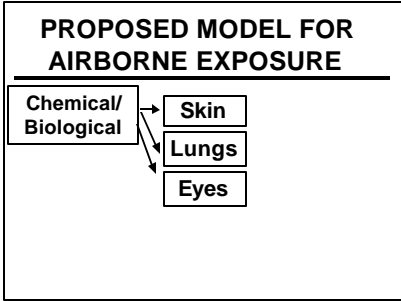 PROPOSED MODEL FOR
AIRBORNE EXPOSURE
Chemical/
Biological
Skin
Lungs
Eyes